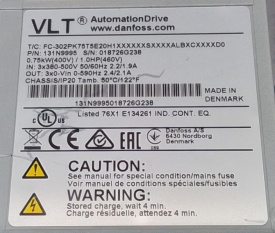 VLT® AutomationDrive
www.danfoss.com
T/C: FC-302PK75T5E20H1XXXXXXSXXXXALBXCXXXXD0
P/N: 131N9995 S/N: 018726G238
0.75kW(400V) / 1.0HP(460V)
IN: 3x380-500V 50/60Hz 2.2/1.9A
OUT: 3x0-Vin 0-590Hz 2.4/2.1A
CHASSIS/IP20 Tamb. 50°C/122°F
131N9995018726G238
MADE IN
DENMARK
Listed 76X1 E134261 IND. CONT. EQ.
Danfoss A/S
6430 Nordborg
Denmark
CAUTION:
See manual for special condition/mains fuse
Voir manuel de conditions spéciales/fusibles
WARNING:
Stored charge, wait 4 min.
Charge résiduelle, attendez 4 min.